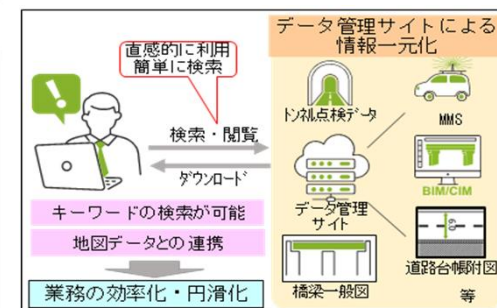 データ管理サイトによる
情報一元化
直感的に利用
簡単に検索
検索・閲覧
ダウンロード
キーワードの検索が可能
地図データとの連携
業務の効率化・円滑化
トンネル点検データ
MMS
データ管理
サイト
BIM/CIM
橋梁一般図
道路台帳附図
等